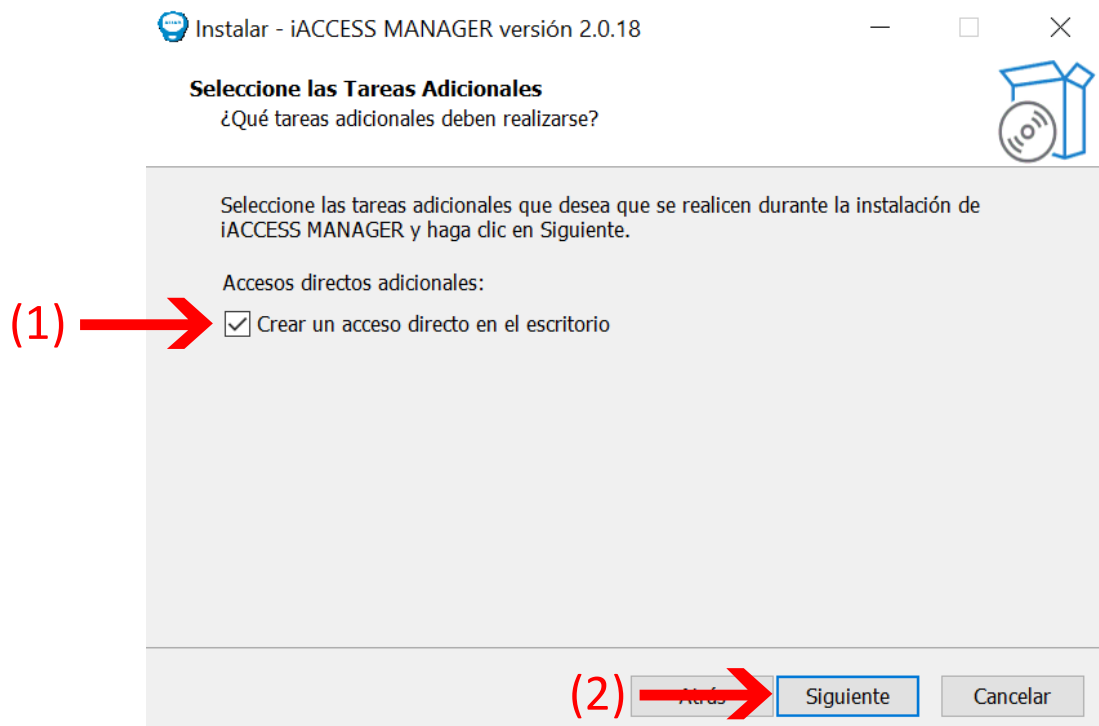 Instalar - iACCESS MANAGER versión 2.0.18
Seleccione las Tareas Adicionales
¿Qué tareas adicionales deben realizarse?
Seleccione las tareas adicionales que desea que se realicen durante la instalación de
iACCESS MANAGER y haga clic en Siguiente.
Accesos directos adicionales:
(1) Crear un acceso directo en el escritorio
(2) Atrás Siguiente Cancelar